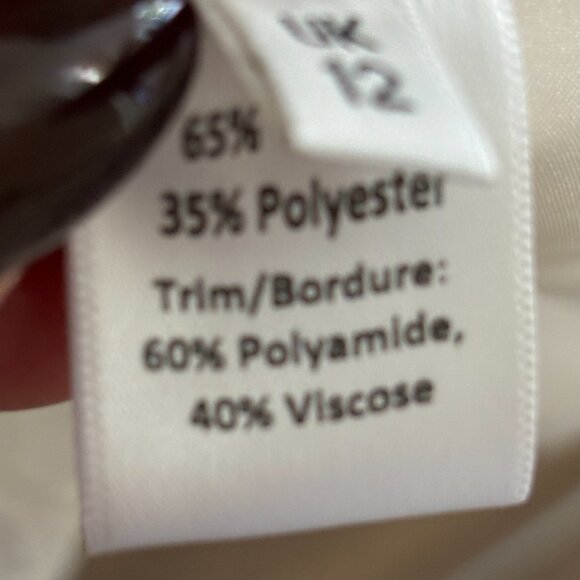 UK
12
65%
35% Polyester
Trim/Bordure:
60% Polyamide,
40% Viscose